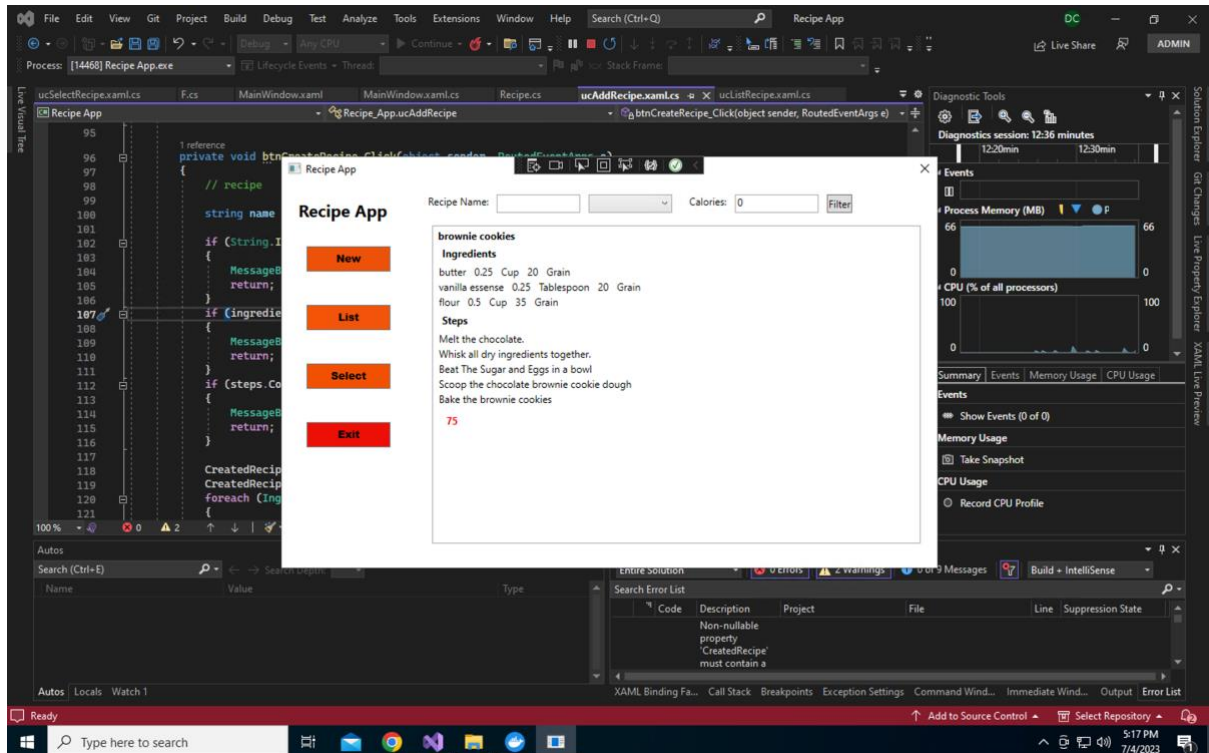 File Edit View Git Project Build Debug Test Analyze Tools Extensions Window Help Search (Ctrl+Q) Recipe App DC
Debug Any CPU Continue Live Share ADMIN
Process: [14468] Recipe App.exe Lifecycle Events Thread: Stack Frame:
ucSelectRecipe.xaml.cs F.cs MainWindow.xaml MainWindow.xaml.cs Recipe.cs ucAddRecipe.xaml.cs ucListRecipe.xaml.cs
Recipe App Recipe_App.ucAddRecipe btnCreateRecipe_Click(object sender, RoutedEventArgs e)
Live Visual Tree
95
1 reference
96 private void btnCreateRecipe_Click(object sender, RoutedEventArgs e)
97 {
98 // recipe
99
100 string name
101
102 if (String.I
103 {
104 MessageB
105 return;
106 }
107 if (ingredie
108 {
109 MessageB
110 return;
111 }
112 if (steps.Co
113 {
114 MessageB
115 return;
116 }
117
118 CreatedRecip
119 CreatedRecip
120 foreach (Ing
121 {
100 % 0 2
Recipe App
Recipe App
New
List
Select
Exit
Recipe Name: Calories: 0 Filter
brownie cookies
Ingredients
butter 0.25 Cup 20 Grain
vanilla essense 0.25 Tablespoon 20 Grain
flour 0.5 Cup 35 Grain
Steps
Melt the chocolate.
Whisk all dry ingredients together.
Beat The Sugar and Eggs in a bowl
Scoop the chocolate brownie cookie dough
Bake the brownie cookies
75
Diagnostic Tools
Diagnostics session: 12:36 minutes
12:20min 12:30min
Events
Process Memory (MB) P
66 66
0 0
CPU (% of all processors)
100 100
0 0
Summary Events Memory Usage CPU Usage
Events
Show Events (0 of 0)
Memory Usage
Take Snapshot
CPU Usage
Record CPU Profile
Solution Explorer
Git Changes
Live Property Explorer
XAML Live Preview
Autos
Search (Ctrl+E) Search Depth:
Name Value Type
Autos Locals Watch 1
Entire Solution 0 Errors 2 Warnings 0 of 9 Messages Build + IntelliSense
Search Error List
Code Description Project File Line Suppression State
Non-nullable
property
'CreatedRecipe'
must contain a
XAML Binding Fa... Call Stack Breakpoints Exception Settings Command Wind... Immediate Wind... Output Error List
Ready Add to Source Control Select Repository
Type here to search 5:17 PM
7/4/2023